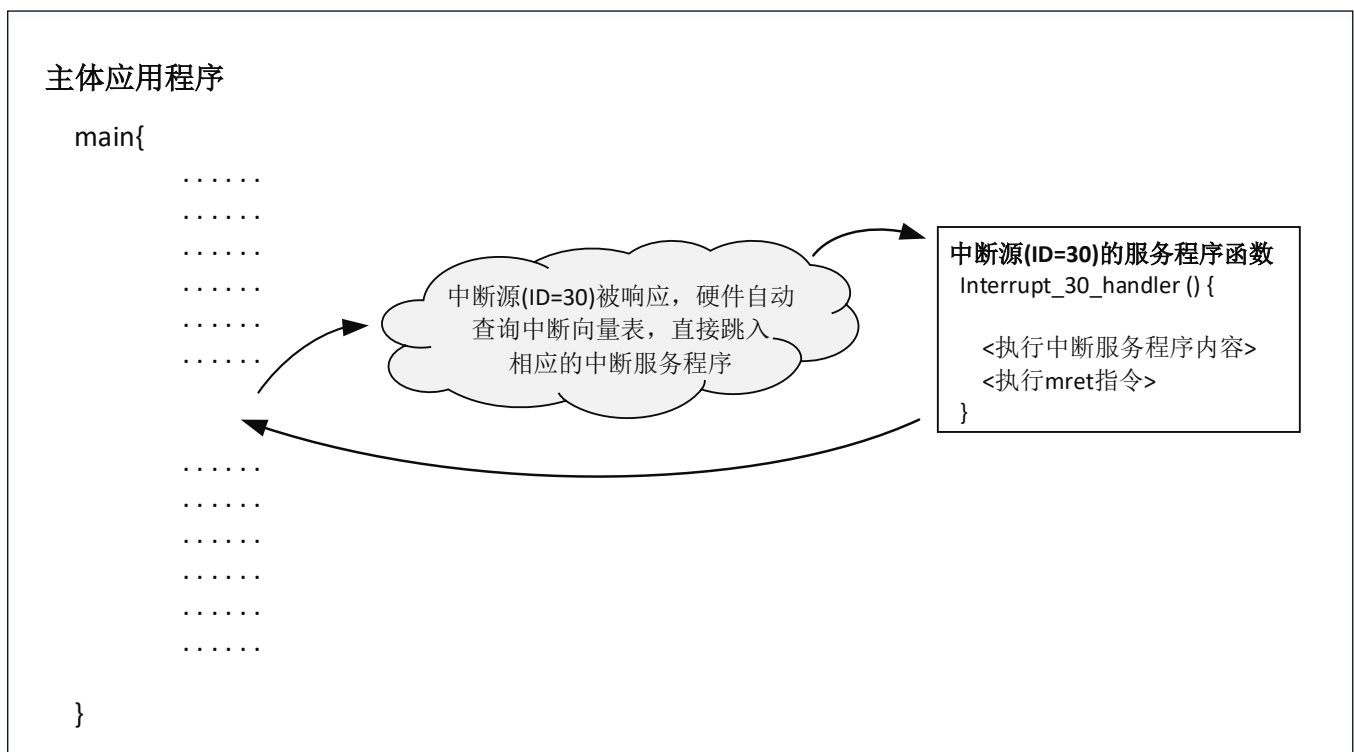 主体应用程序
main{
......
......
......
......
......
......
中断源(ID=30)被响应，硬件自动
查询中断向量表，直接跳入
相应的中断服务程序
中断源(ID=30)的服务程序函数
Interrupt_30_handler () {
<执行中断服务程序内容>
<执行mret指令>
}
......
......
......
......
......
......
}